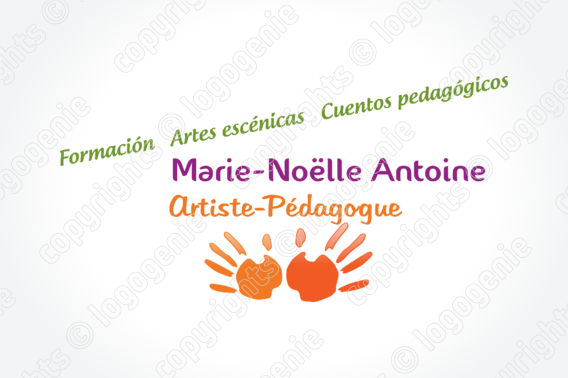 Formación Artes escénicas Cuentos pedagógicos
Marie-Noëlle Antoine
Artiste-Pédagogue
copyrights © logogenie